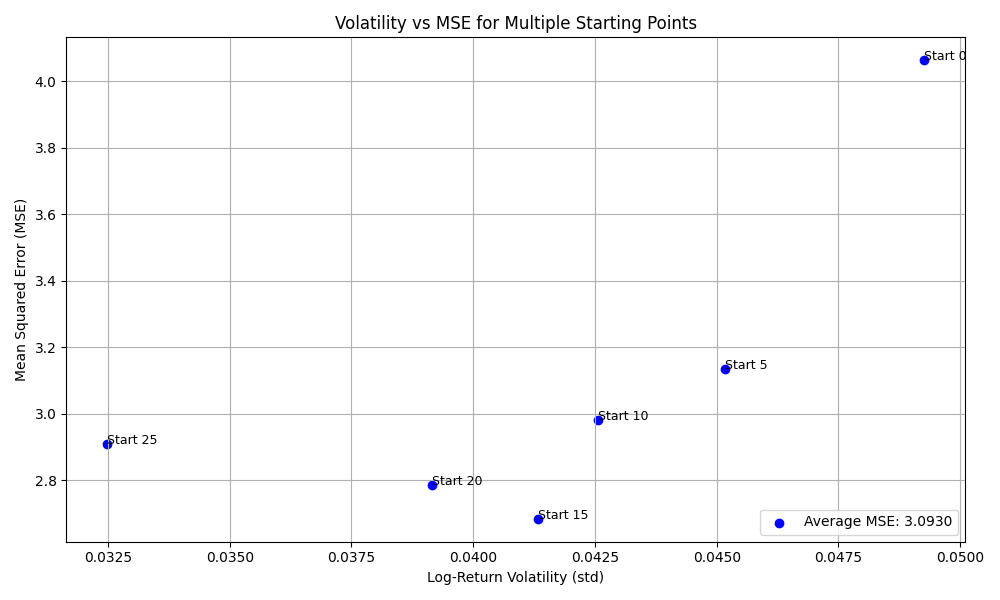 Volatility vs MSE for Multiple Starting Points
Mean Squared Error (MSE)
4.0
3.8
3.6
3.4
3.2
3.0
2.8
Start 0
Start 5
Start 10
Start 25
Start 20
Start 15
Average MSE: 3.0930
0.0325
0.0350
0.0375
0.0400
0.0425
0.0450
0.0475
0.0500
Log-Return Volatility (std)